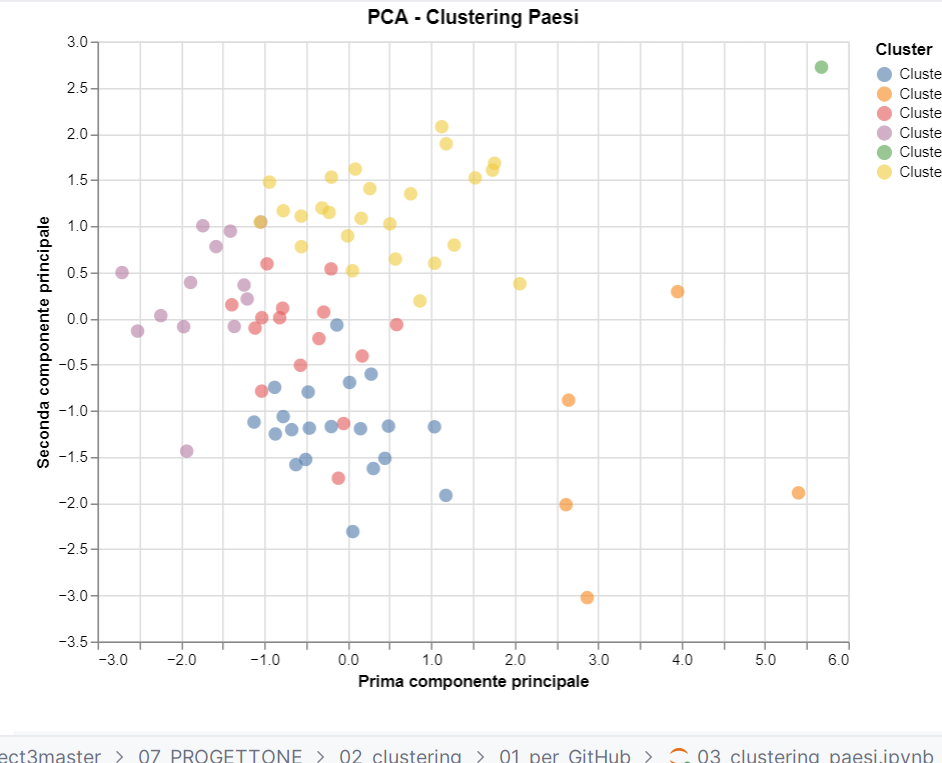 PCA - Clustering Paesi
3.0
2.5
2.0
1.5
1.0
0.5
0.0
−0.5
−1.0
−1.5
−2.0
−2.5
−3.0
−3.5
Seconda componente principale
−3.0 −2.0 −1.0 0.0 1.0 2.0 3.0 4.0 5.0 6.0
Prima componente principale
Cluster
Cluste
Cluste
Cluste
Cluste
Cluste
Cluste
ect3master > 07_PROGETTONE > 02_clustering > 01_per_GitHub > 03_clustering_paesi.ipynb